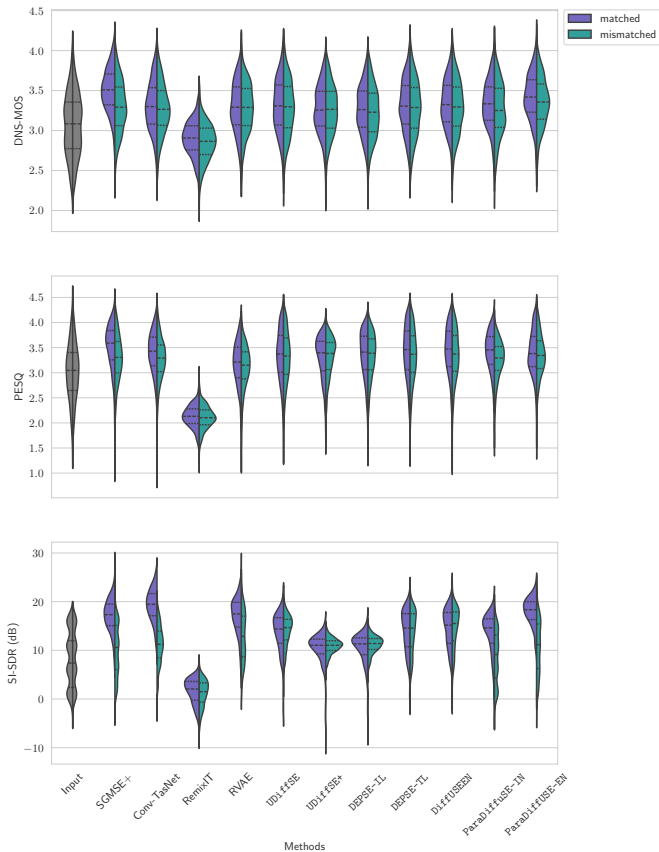 matched
mismatched
4.5
4.0
3.5
3.0
2.5
2.0
DNS-MOS
4.5
4.0
3.5
3.0
2.5
2.0
1.5
1.0
PESQ
30
20
10
0
−10
SI-SDR (dB)
Input
SGMSE+
Conv-TasNet
RemixIT
RVAE
UDiffSE
UDiffSE+
DEPSE-IL
DEPSE-TL
DiffUSEEN
ParaDiffuSE-IN
ParaDiffUSE-EN
Methods